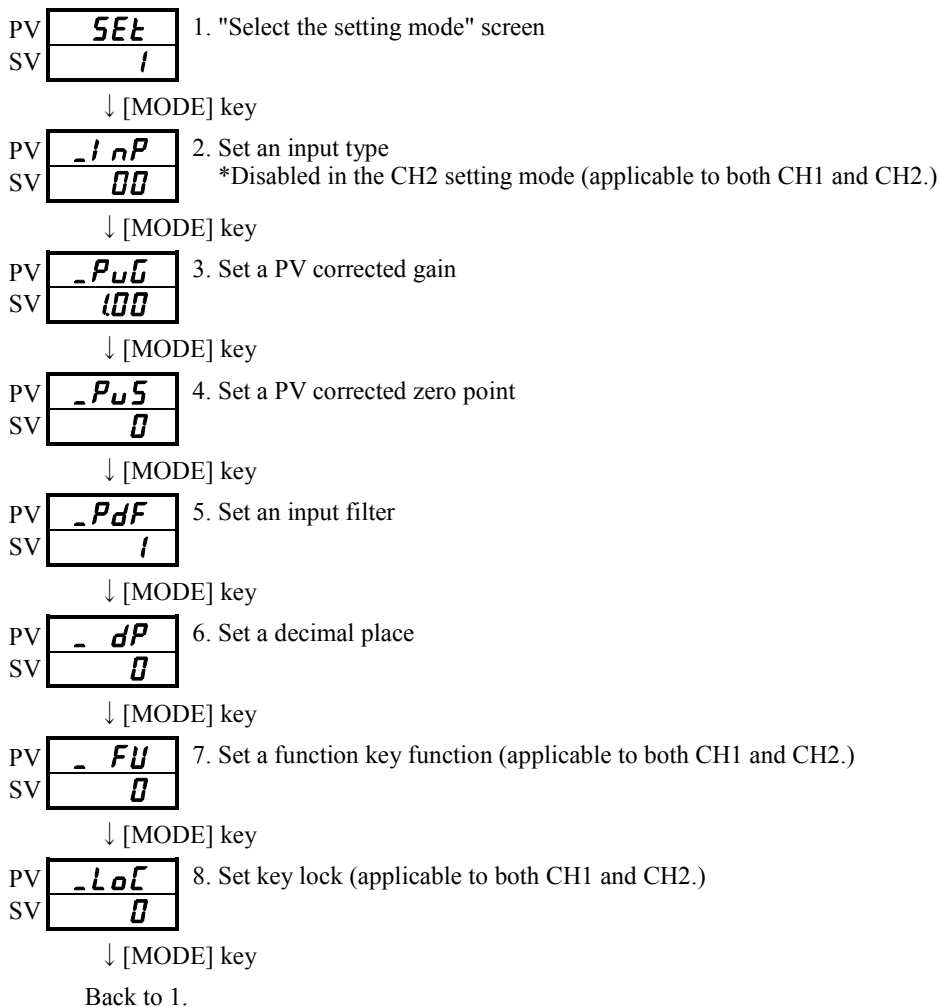 PV SEt 1. "Select the setting mode" screen
SV 1
↓ [MODE] key
PV _InP 2. Set an input type
SV 00 *Disabled in the CH2 setting mode (applicable to both CH1 and CH2.)
↓ [MODE] key
PV _PvG 3. Set a PV corrected gain
SV 1.00
↓ [MODE] key
PV _PvS 4. Set a PV corrected zero point
SV 0
↓ [MODE] key
PV _PdF 5. Set an input filter
SV 1
↓ [MODE] key
PV _ dP 6. Set a decimal place
SV 0
↓ [MODE] key
PV _ FU 7. Set a function key function (applicable to both CH1 and CH2.)
SV 0
↓ [MODE] key
PV _LoC 8. Set key lock (applicable to both CH1 and CH2.)
SV 0
↓ [MODE] key
Back to 1.